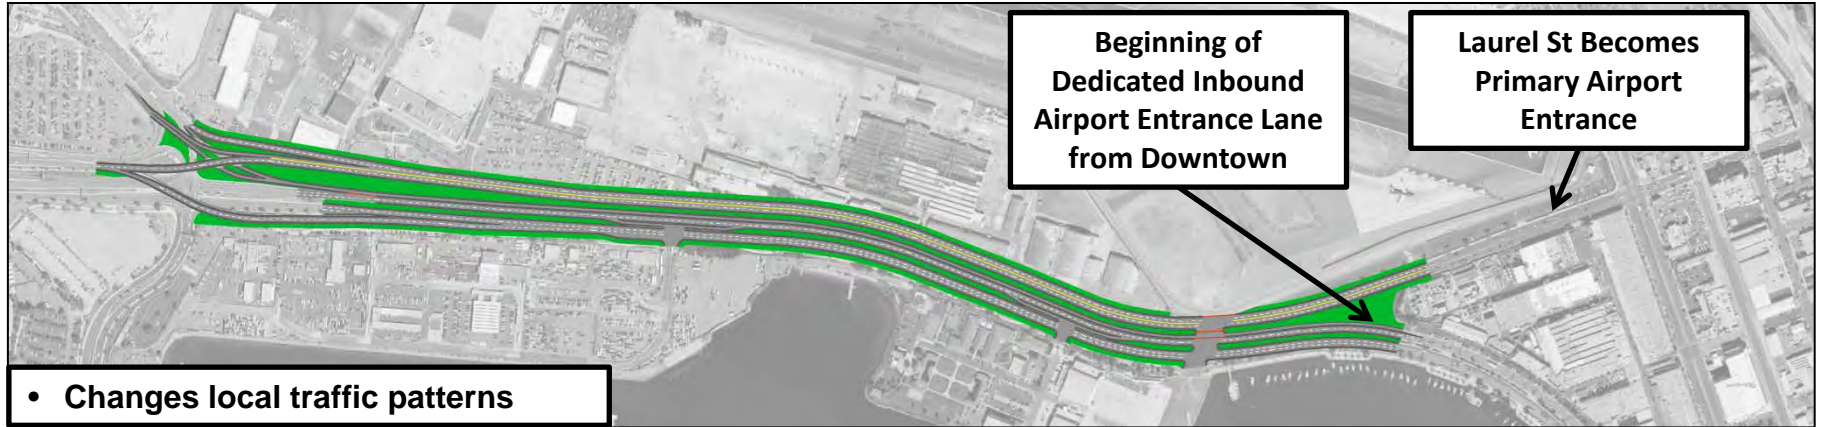 Beginning of
Dedicated Inbound
Airport Entrance Lane
from Downtown
Laurel St Becomes
Primary Airport
Entrance
• Changes local traffic patterns